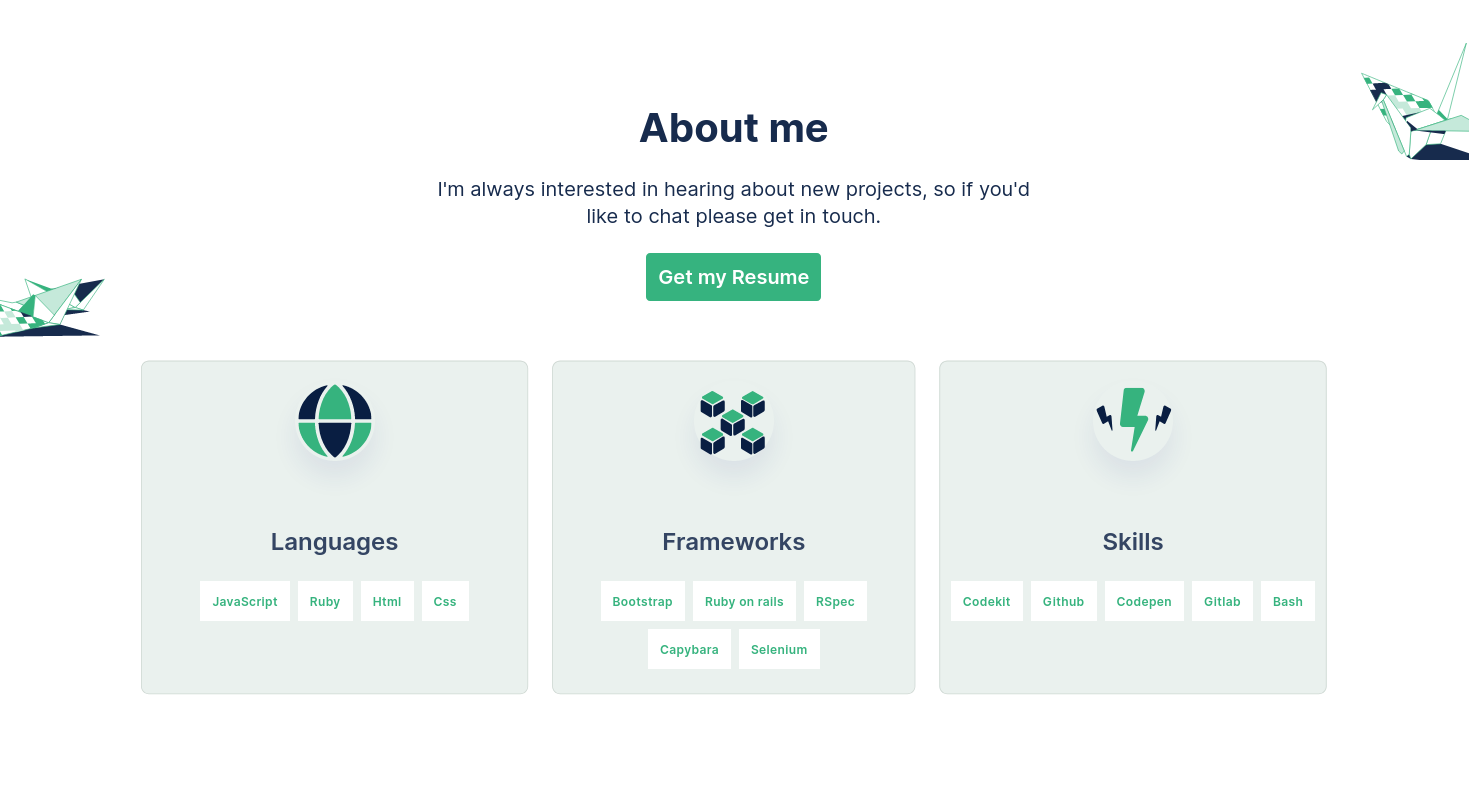 About me
I'm always interested in hearing about new projects, so if you'd
like to chat please get in touch.
Get my Resume
Languages
JavaScript Ruby Html Css
Frameworks
Bootstrap Ruby on rails RSpec
Capybara Selenium
Skills
Codekit Github Codepen Gitlab Bash